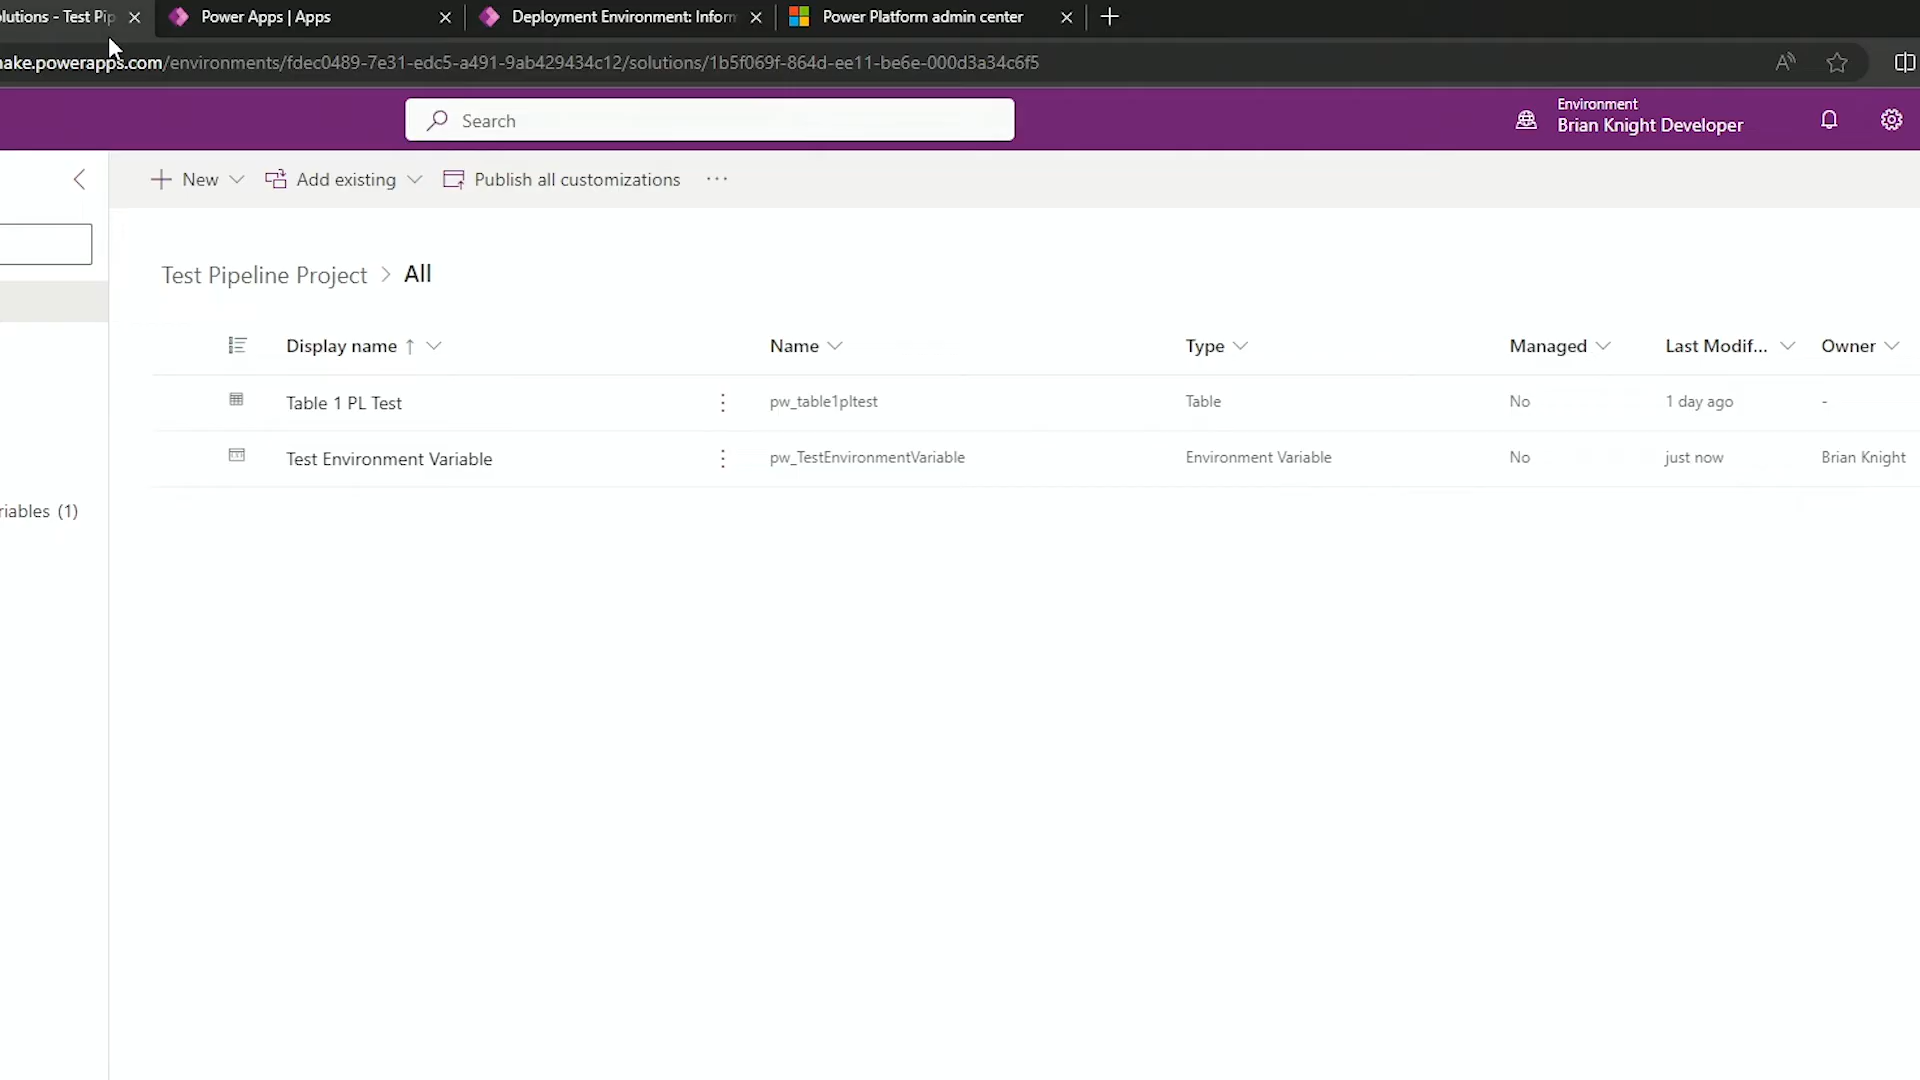 olutions - Test Pip
Power Apps | Apps
Deployment Environment: Inform
Power Platform admin center
make.powerapps.com/environments/fdec0489-7e31-edc5-a491-9ab429434c12/solutions/1b5f069f-864d-ee11-be6e-000d3a34c6f5
Search
Environment
Brian Knight Developer
New
Add existing
Publish all customizations
Test Pipeline Project > All
Display name ↑
Name
Type
Managed
Last Modif...
Owner
Table 1 PL Test
pw_table1pltest
Table
No
1 day ago
-
Test Environment Variable
pw_TestEnvironmentVariable
Environment Variable
No
just now
Brian Knight
riables (1)